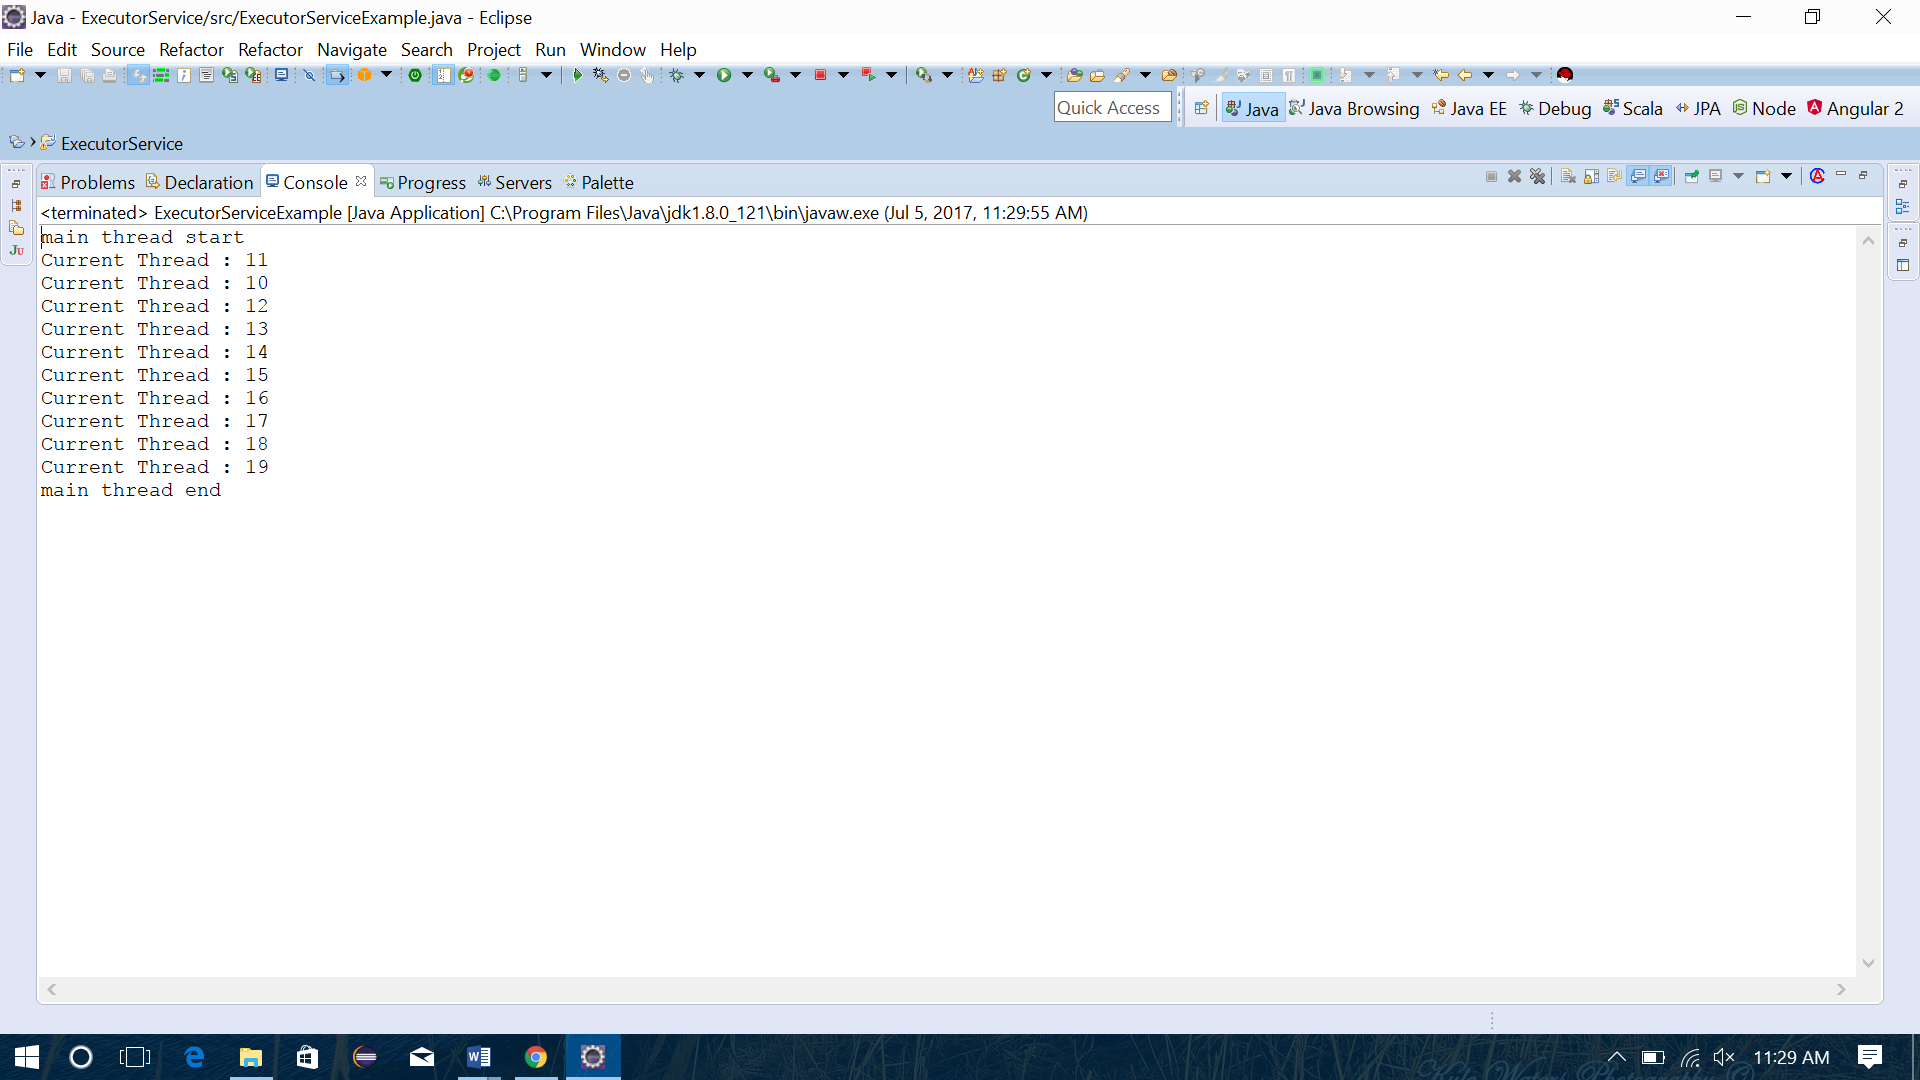 Java - ExecutorService/src/ExecutorServiceExample.java - Eclipse
File Edit Source Refactor Refactor Navigate Search Project Run Window Help
Quick Access Java Java Browsing Java EE Debug Scala JPA Node Angular 2
ExecutorService
Problems Declaration Console Progress Servers Palette
<terminated> ExecutorServiceExample [Java Application] C:\Program Files\Java\jdk1.8.0_121\bin\javaw.exe (Jul 5, 2017, 11:29:55 AM)
main thread start
Current Thread : 11
Current Thread : 10
Current Thread : 12
Current Thread : 13
Current Thread : 14
Current Thread : 15
Current Thread : 16
Current Thread : 17
Current Thread : 18
Current Thread : 19
main thread end
11:29 AM